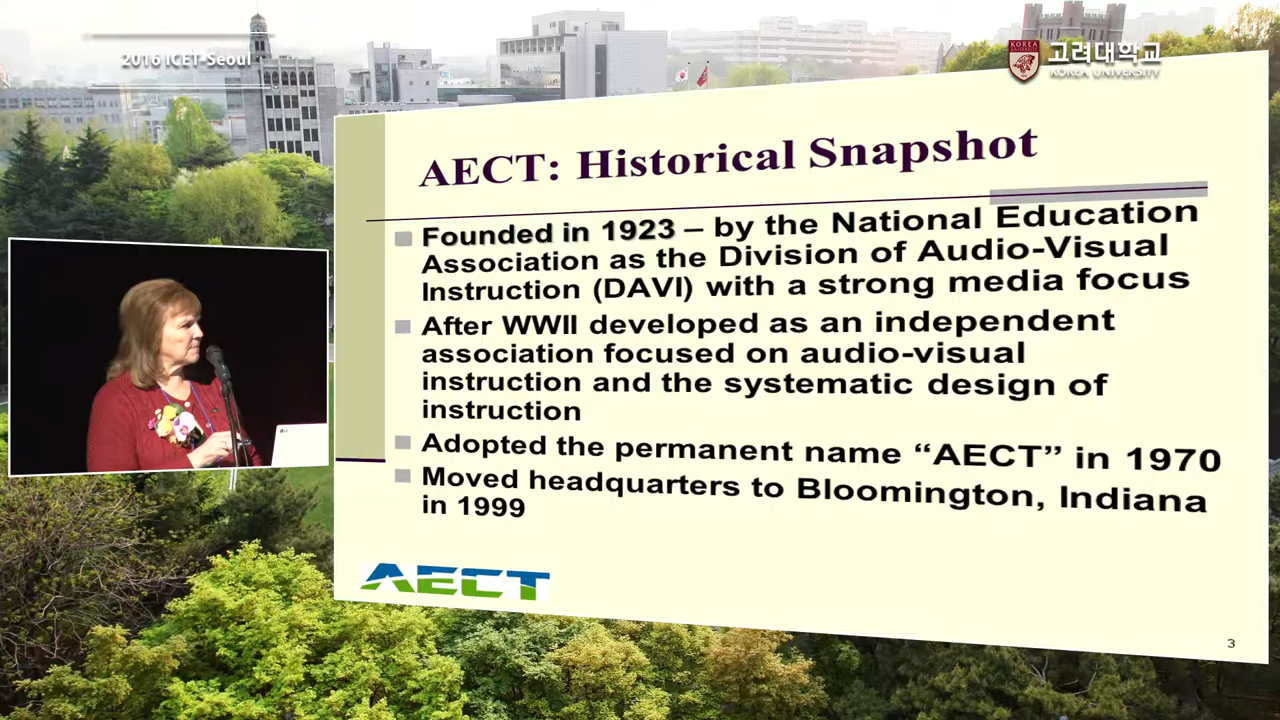 2016 ICET-Seoul
KOREA
고려대학교
KOREA UNIVERSITY
AECT: Historical Snapshot
Founded in 1923 – by the National Education
Association as the Division of Audio-Visual
Instruction (DAVI) with a strong media focus
After WWII developed as an independent
association focused on audio-visual
instruction and the systematic design of
instruction
Adopted the permanent name “AECT” in 1970
Moved headquarters to Bloomington, Indiana
in 1999
AECT
3